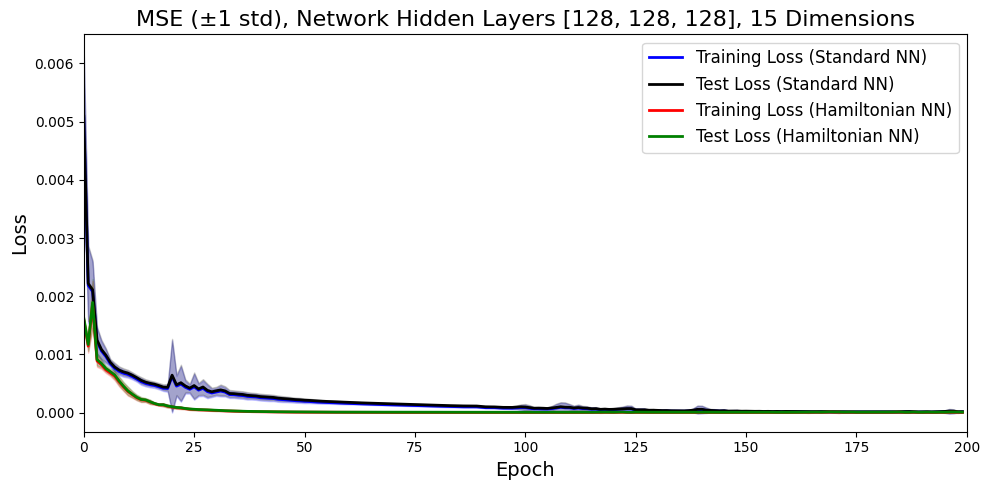 MSE (±1 std), Network Hidden Layers [128, 128, 128], 15 Dimensions
Training Loss (Standard NN)
Test Loss (Standard NN)
Training Loss (Hamiltonian NN)
Test Loss (Hamiltonian NN)
Loss
0.006
0.005
0.004
0.003
0.002
0.001
0.000
0 25 50 75 100 125 150 175 200
Epoch